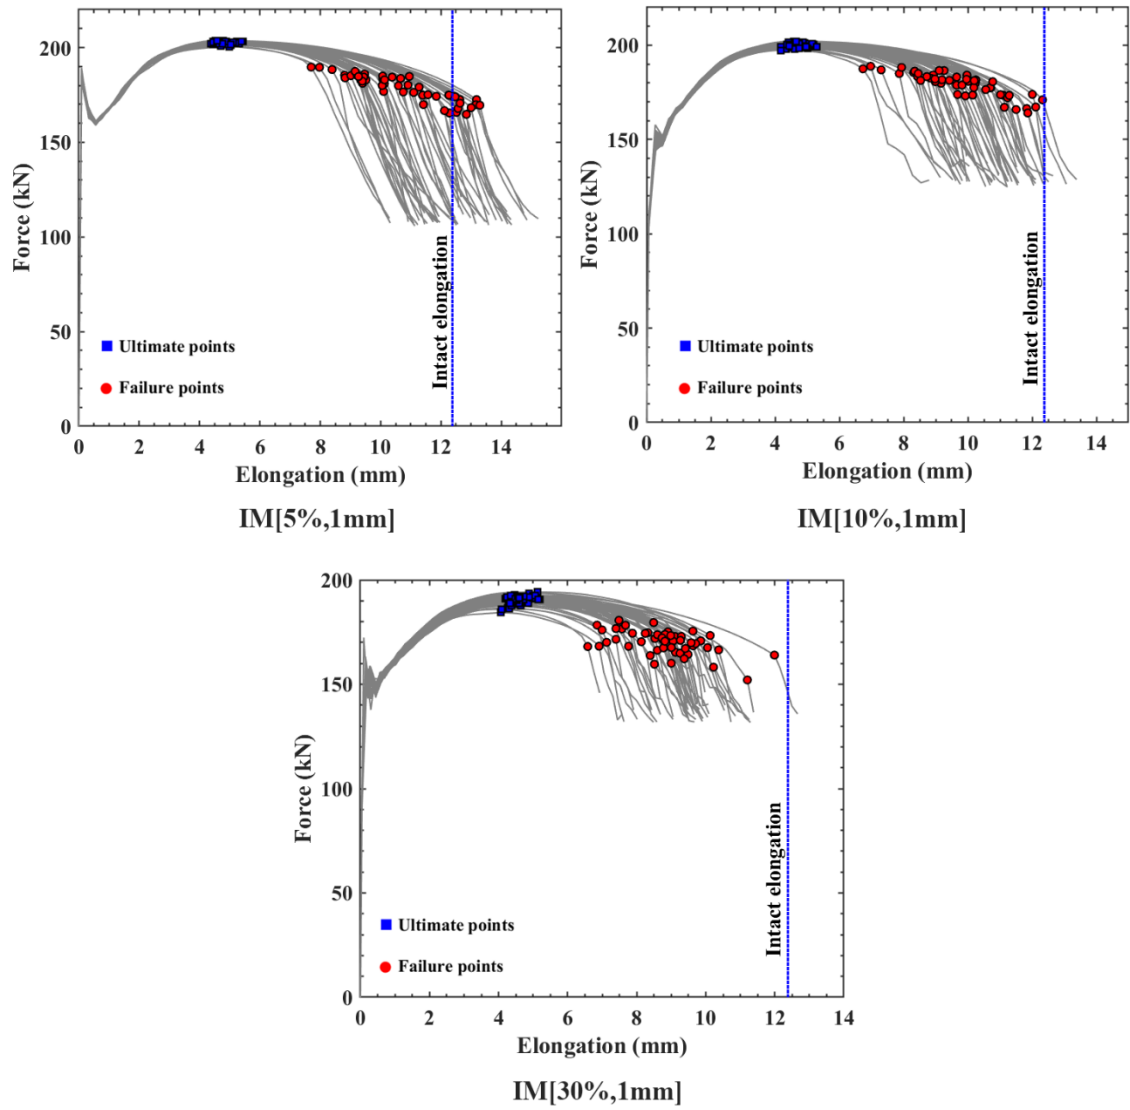 200
150
100
50
0
Force (kN)
Ultimate points
Failure points
Intact elongation
0 2 4 6 8 10 12 14
Elongation (mm)
IM[5%,1mm]
200
150
100
50
0
Force (kN)
Ultimate points
Failure points
Intact elongation
0 2 4 6 8 10 12 14
Elongation (mm)
IM[10%,1mm]
200
150
100
50
0
Force (kN)
Ultimate points
Failure points
Intact elongation
0 2 4 6 8 10 12 14
Elongation (mm)
IM[30%,1mm]